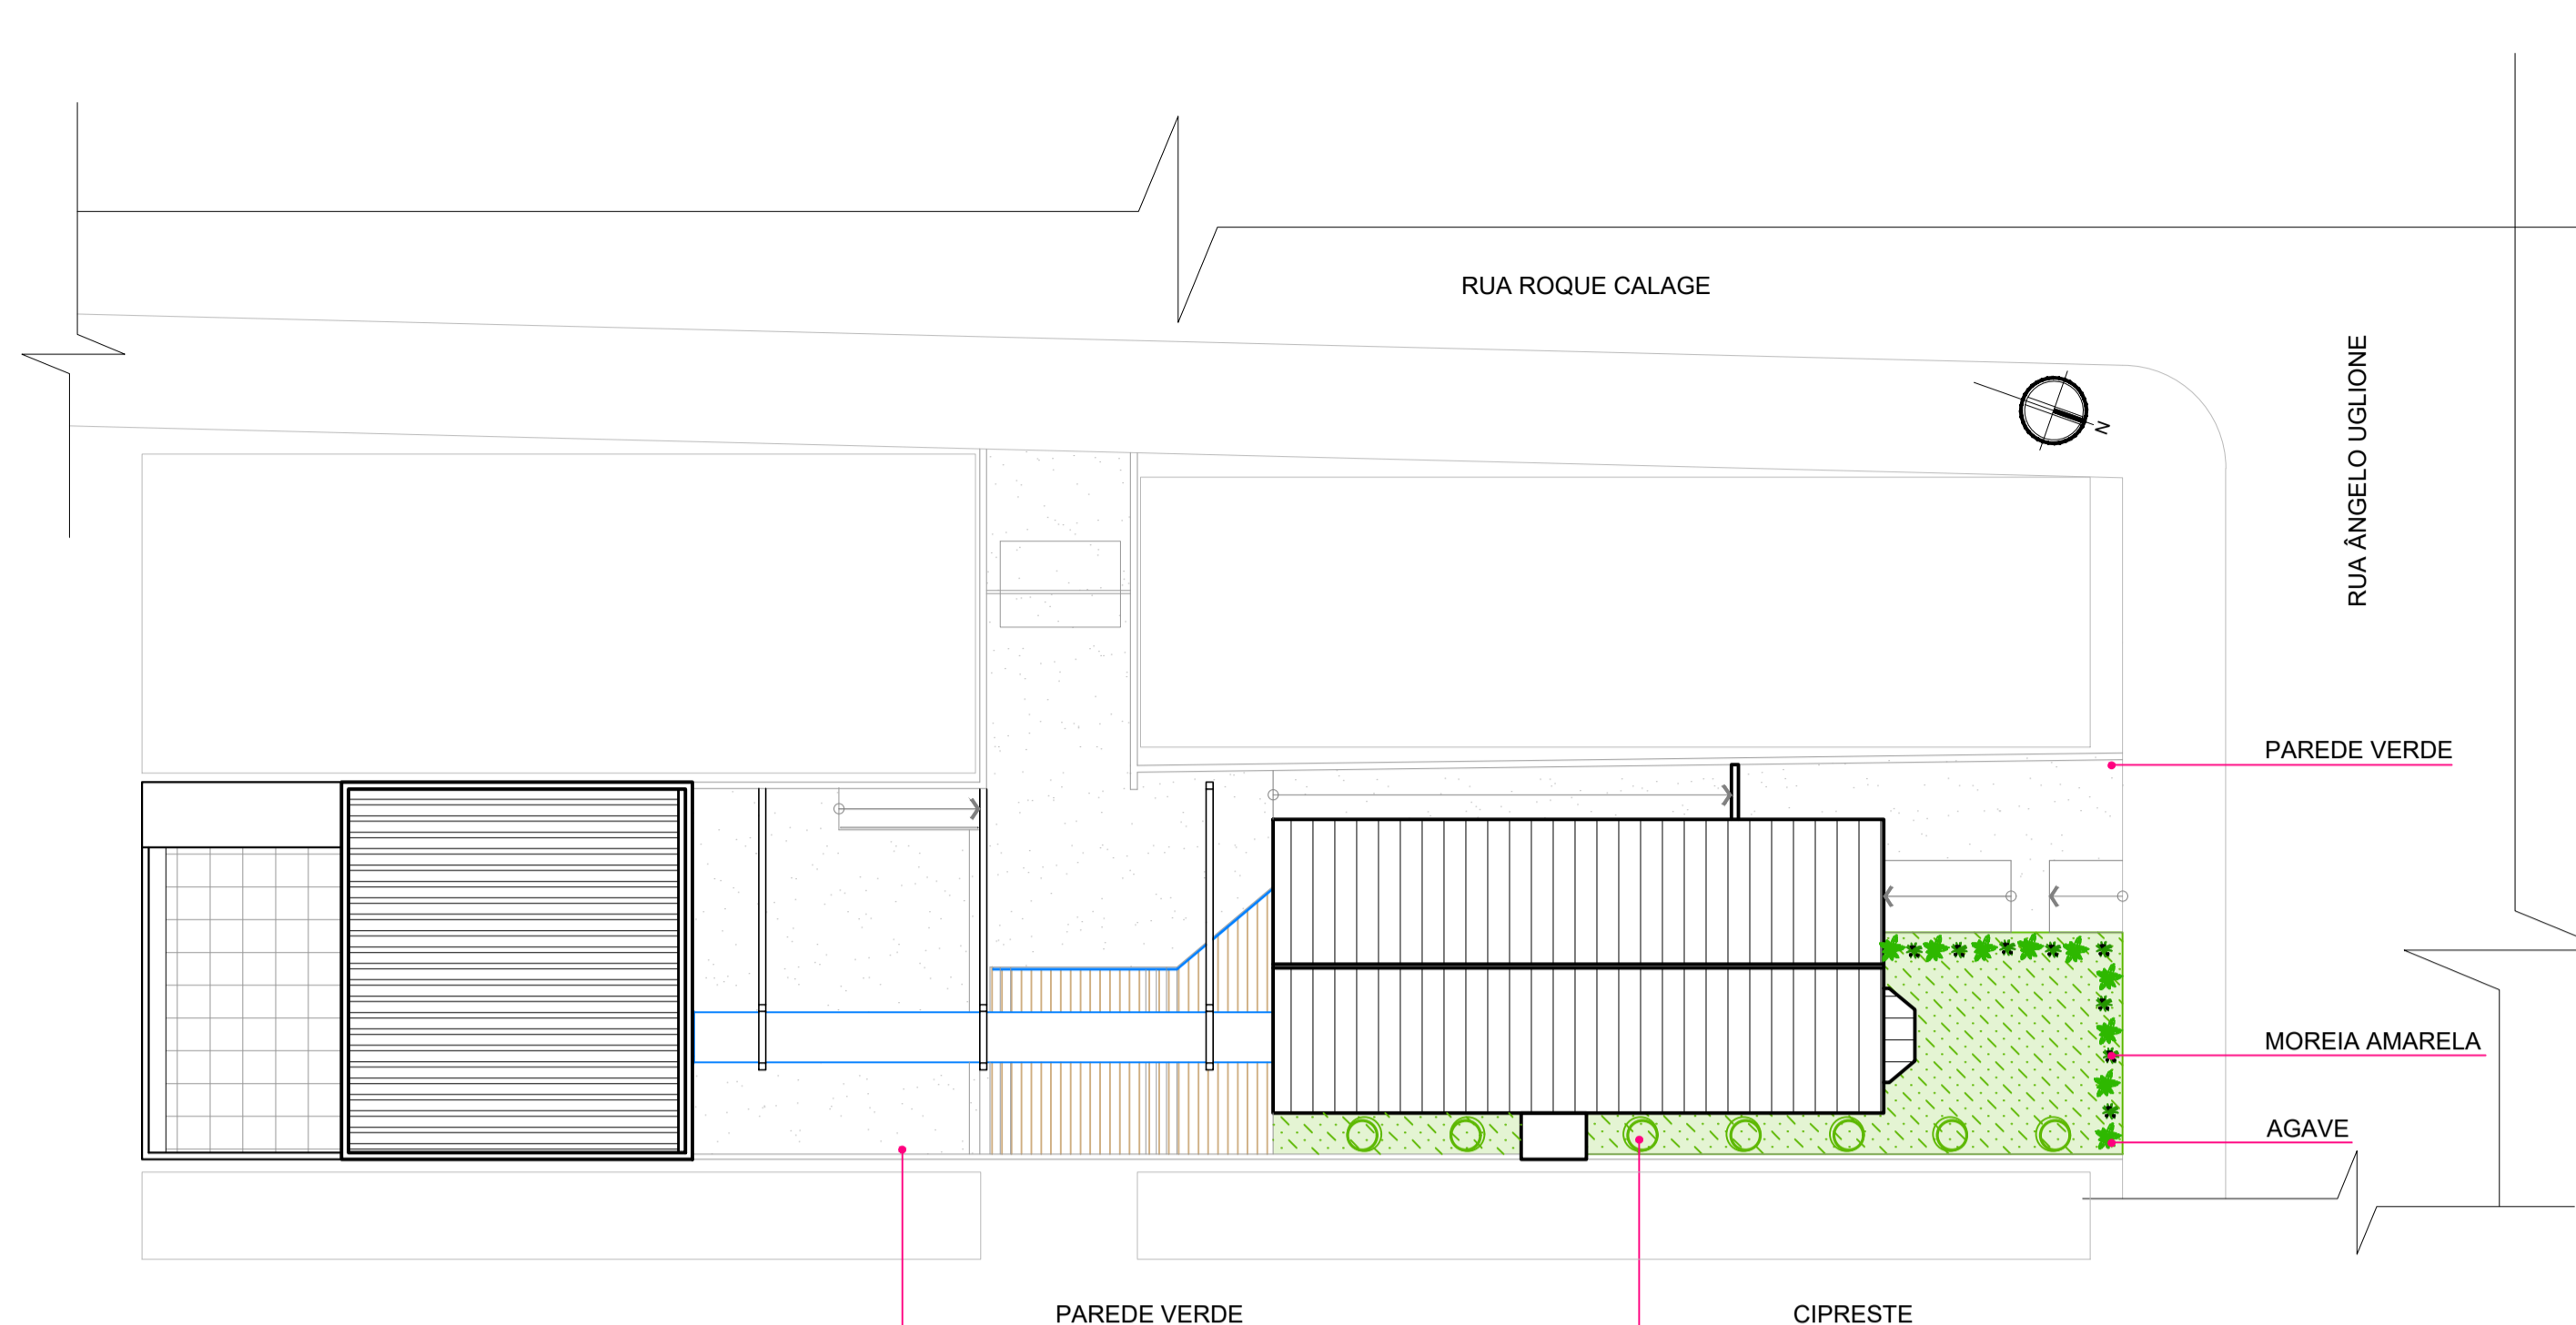 RUA ROQUE CALAGE
RUA ÂNGELO UGLIONE
N
PAREDE VERDE
MOREIA AMARELA
AGAVE
PAREDE VERDE
CIPRESTE